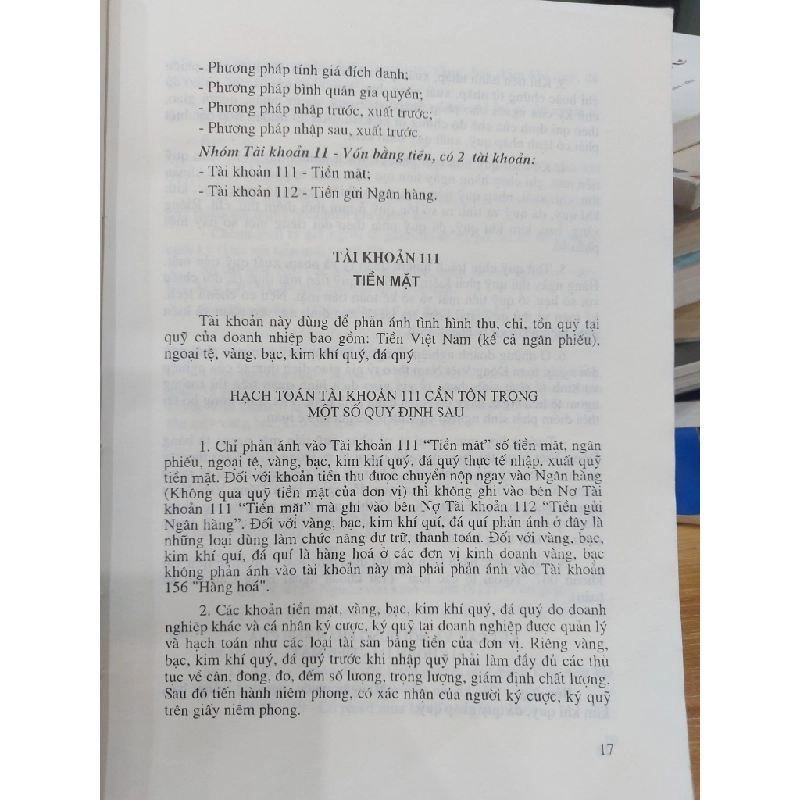 - Phương pháp tính giá đích danh;
- Phương pháp bình quân gia quyền;
- Phương pháp nhập trước, xuất trước;
- Phương pháp nhập sau, xuất trước.
Nhóm Tài khoản 11 - Vốn bằng tiền, có 2 tài khoản:
- Tài khoản 111 - Tiền mặt;
- Tài khoản 112 - Tiền gửi Ngân hàng.
TÀI KHOẢN 111
TIỀN MẶT
Tài khoản này dùng để phản ánh tình hình thu, chi, tồn quỹ tại
quỹ của doanh nhiệp bao gồm: Tiền Việt Nam (kể cả ngân phiếu),
ngoại tệ, vàng, bạc, kim khí quý, đá quý
HẠCH TOÁN TÀI KHOẢN 111 CẦN TÔN TRỌNG
MỘT SỐ QUY ĐỊNH SAU
1. Chỉ phản ánh vào Tài khoản 111 “Tiền mặt” số tiền mặt, ngân
phiếu, ngoại tệ, vàng, bạc, kim khí quý, đá quý thực tế nhập, xuất quỹ
tiền mặt. Đối với khoản tiền thu được chuyển nộp ngay vào Ngân hàng
(Không qua quỹ tiền mặt của đơn vị) thì không ghi vào bên Nợ Tài
khoản 111 “Tiền mặt” mà ghi vào bên Nợ Tài khoản 112 “Tiền gửi
Ngân hàng”. Đối với vàng, bạc, kim khí quí, đá quí phản ánh ở đây là
những loại dùng làm chức năng dự trữ, thanh toán. Đối với vàng, bạc,
kim khí quí, đá quí là hàng hoá ở các đơn vị kinh doanh vàng, bạc
không phản ánh vào tài khoản này mà phải phản ánh vào Tài khoản
156 "Hàng hoá".
2. Các khoản tiền mặt, vàng, bạc, kim khí quý, đá quý do doanh
nghiệp khác và cá nhân ký cược, ký quỹ tại doanh nghiệp được quản lý
và hạch toán như các loại tài sản bằng tiền của đơn vị. Riêng vàng,
bạc, kim khí quý, đá quý trước khi nhập quỹ phải làm đầy đủ các thủ
tục về cân, đong, đo, đếm số lượng, trọng lượng, giám định chất lượng.
Sau đó tiến hành niêm phong, có xác nhận của người ký cược, ký quỹ
trên giấy niêm phong.
17